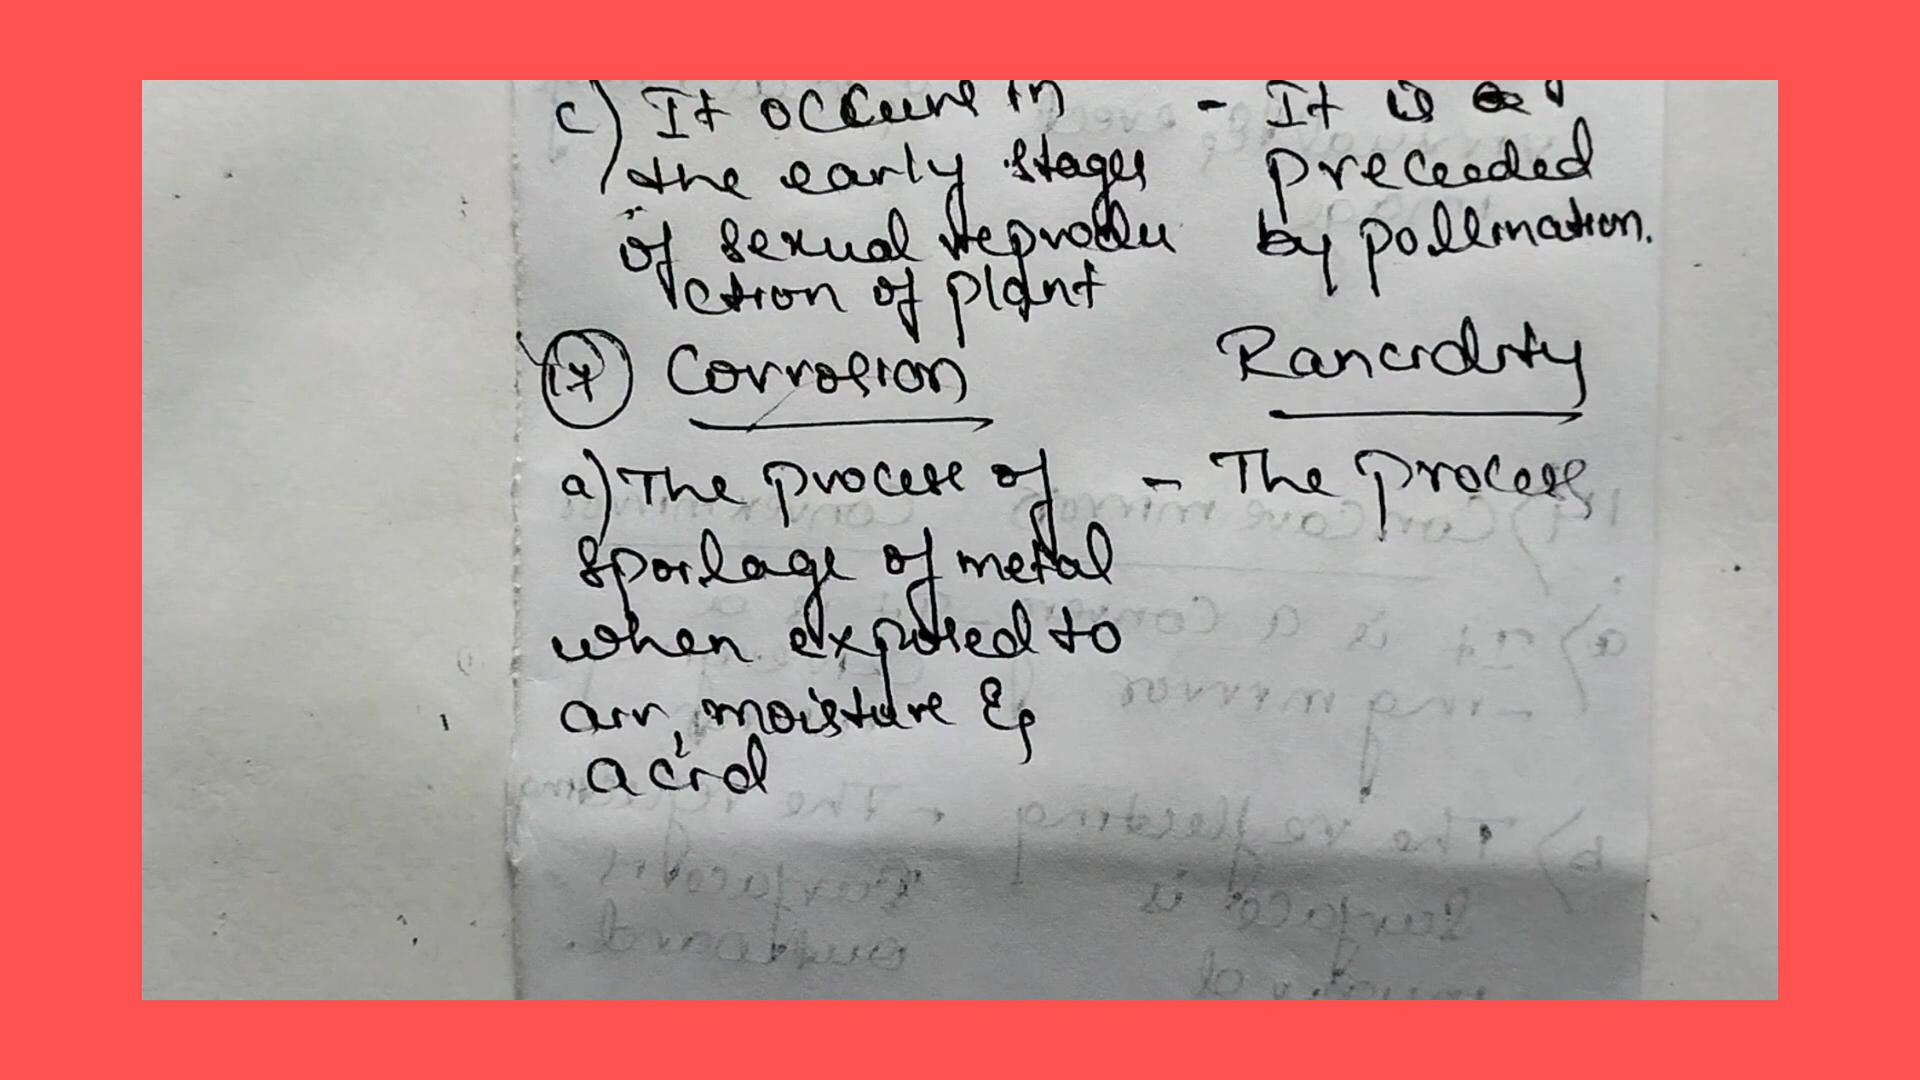 c) It occurs in - It is
the early stages preceeded
of sexual reprodu by pollination.
ction of plant
17 Corrosion Rancidity
a) The process of - The process
spoilage of metal
when exposed to
air, moisture &
acid